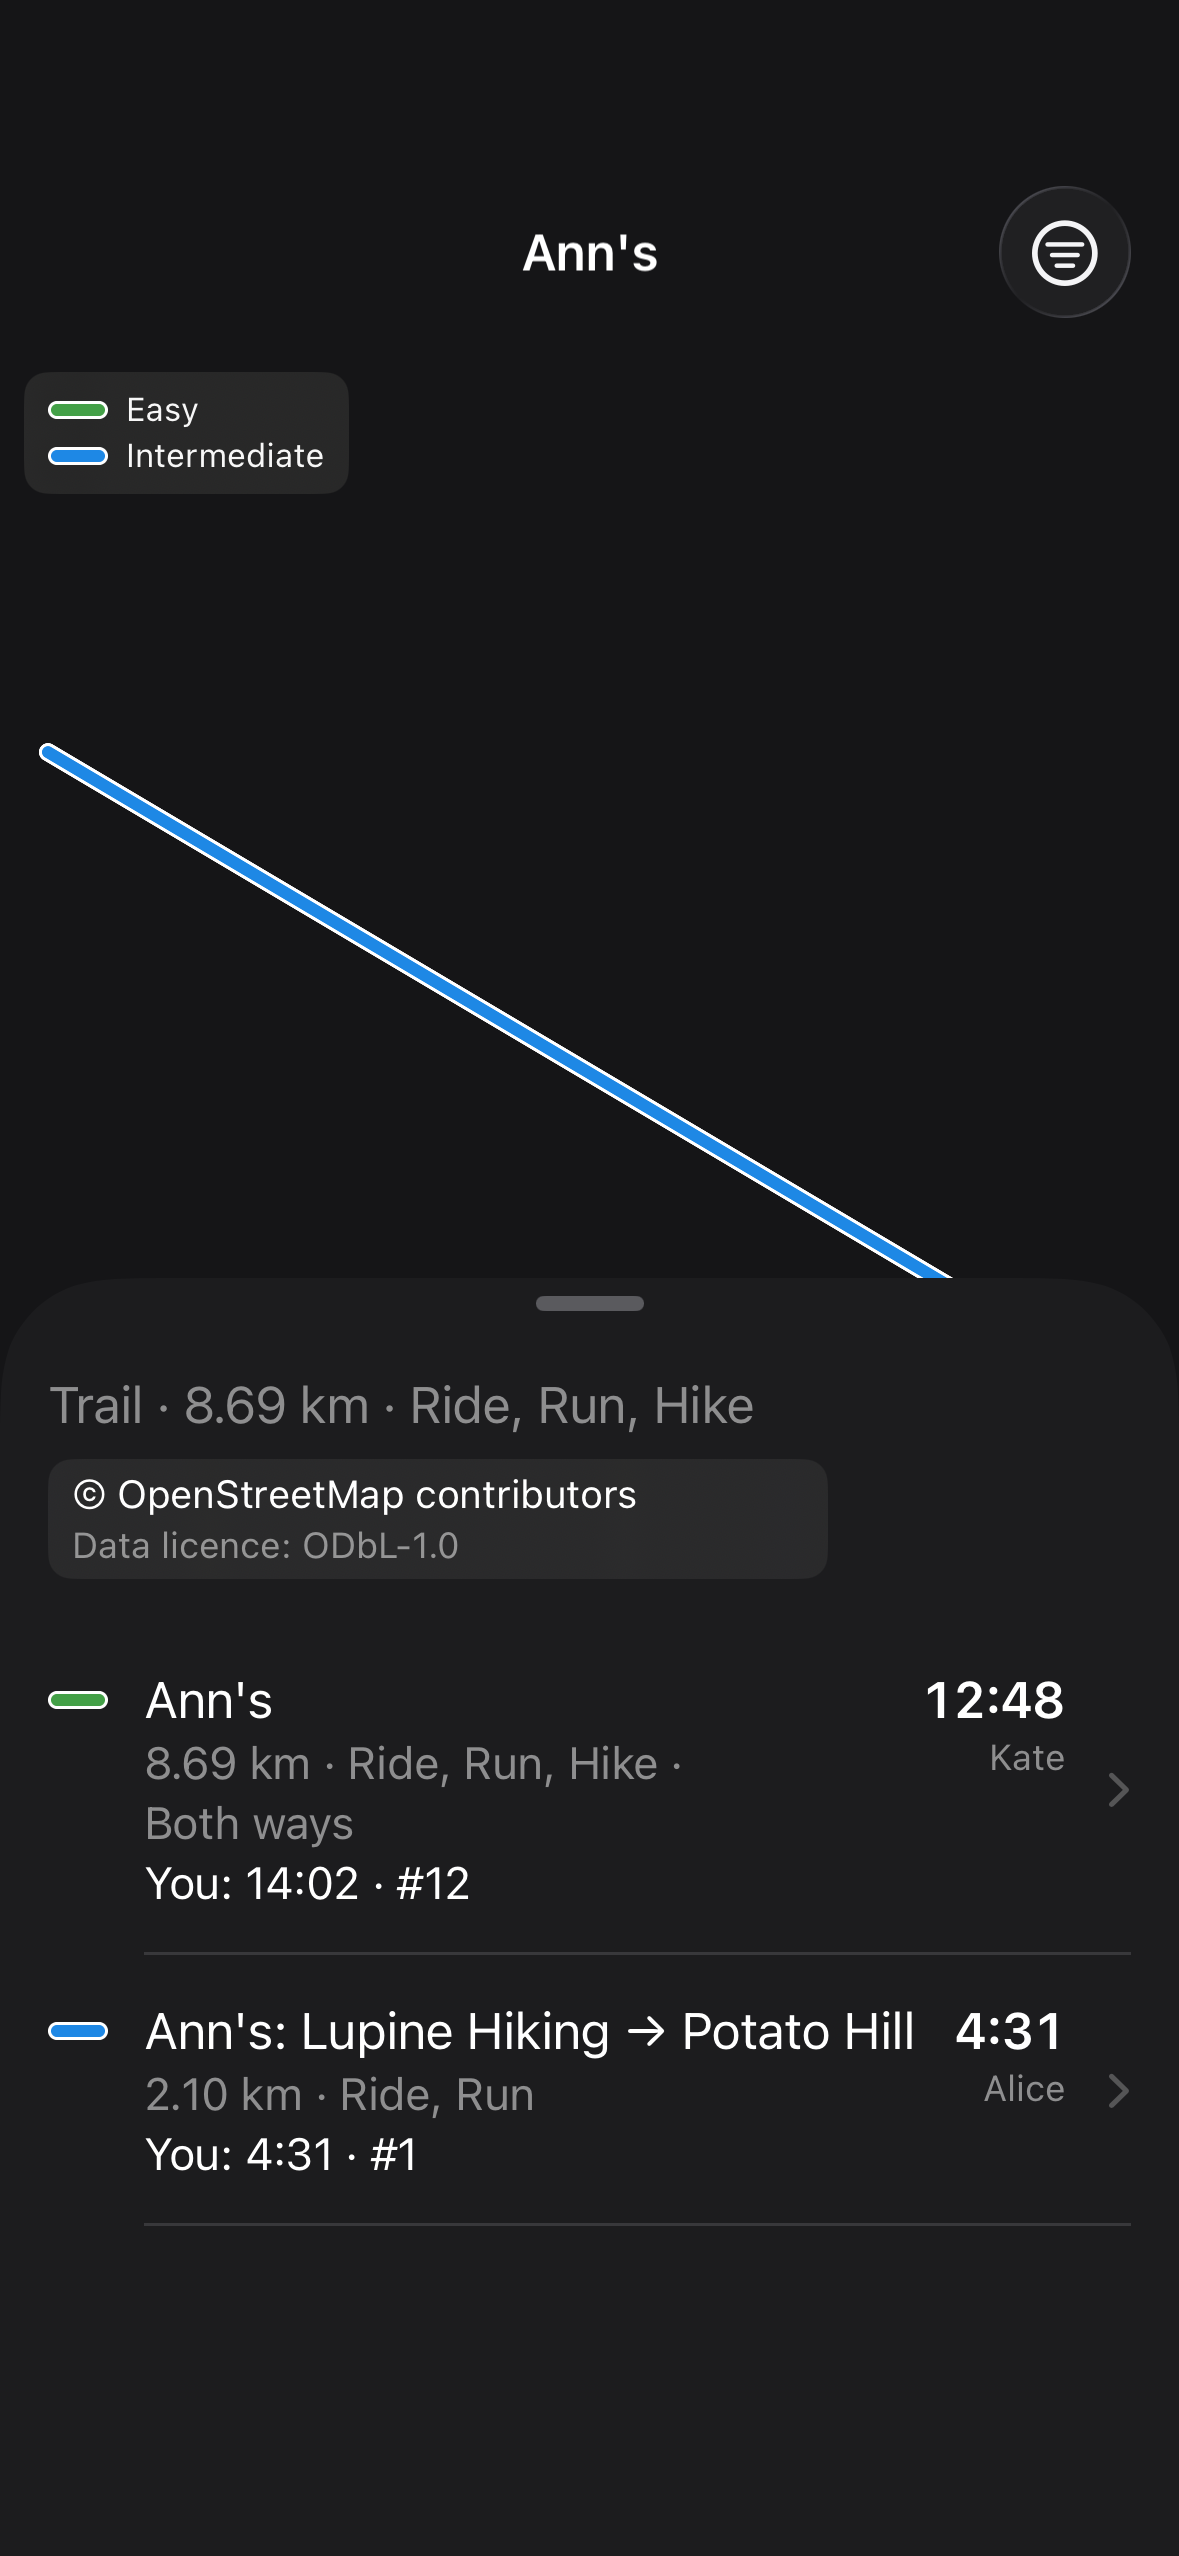 Ann's
Easy
Intermediate
Trail · 8.69 km · Ride, Run, Hike
© OpenStreetMap contributors
Data licence: ODbL-1.0
Ann's
12:48
8.69 km · Ride, Run, Hike ·
Kate
Both ways
You: 14:02 · #12
Ann's: Lupine Hiking → Potato Hill
4:31
2.10 km · Ride, Run
Alice
You: 4:31 · #1